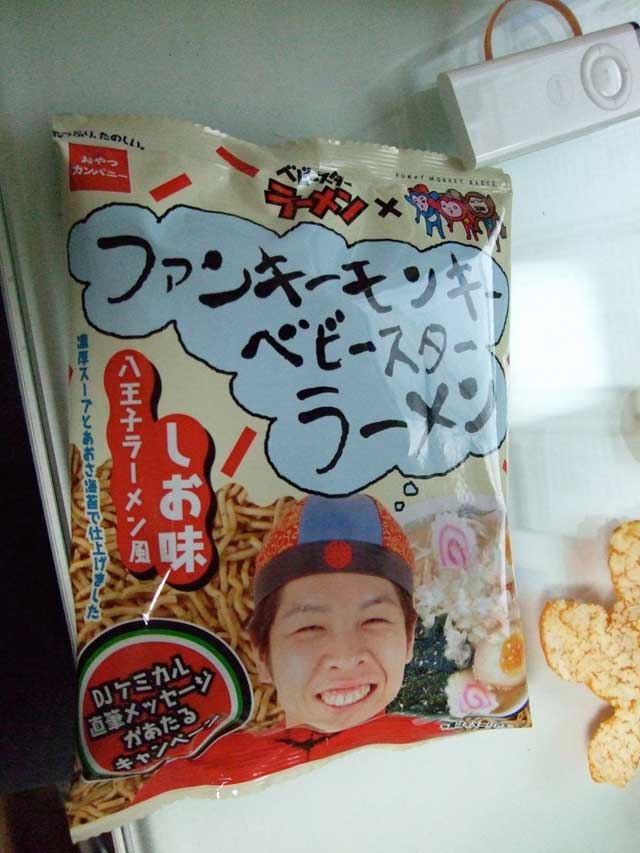 たっぷり、たのしい。
おやつ
カンパニー
ベビースター
ラーメン
×
FUNKY MONKEY BABYS
ファンキーモンキー
ベビースター
ラーメン
しお味
八王子ラーメン風
濃厚スープとあおさ海苔で仕上げました
DJケミカル
直筆メッセージ
があたる
キャンペーン